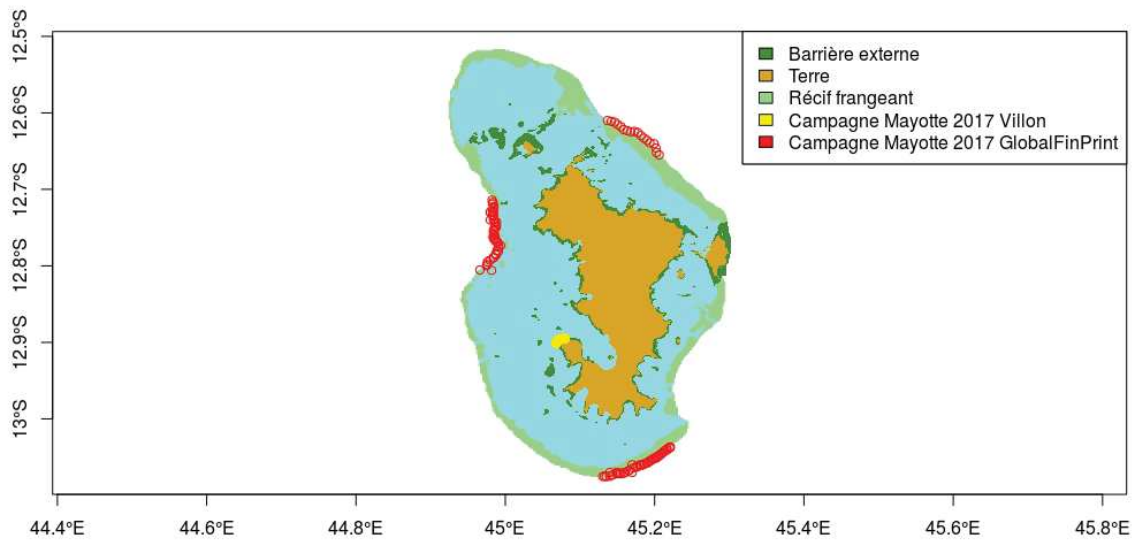 12.5°S
12.6°S
12.7°S
12.8°S
12.9°S
13°S
Barrière externe
Terre
Récif frangeant
Campagne Mayotte 2017 Villon
Campagne Mayotte 2017 GlobalFinPrint
44.4°E 44.6°E 44.8°E 45°E 45.2°E 45.4°E 45.6°E 45.8°E